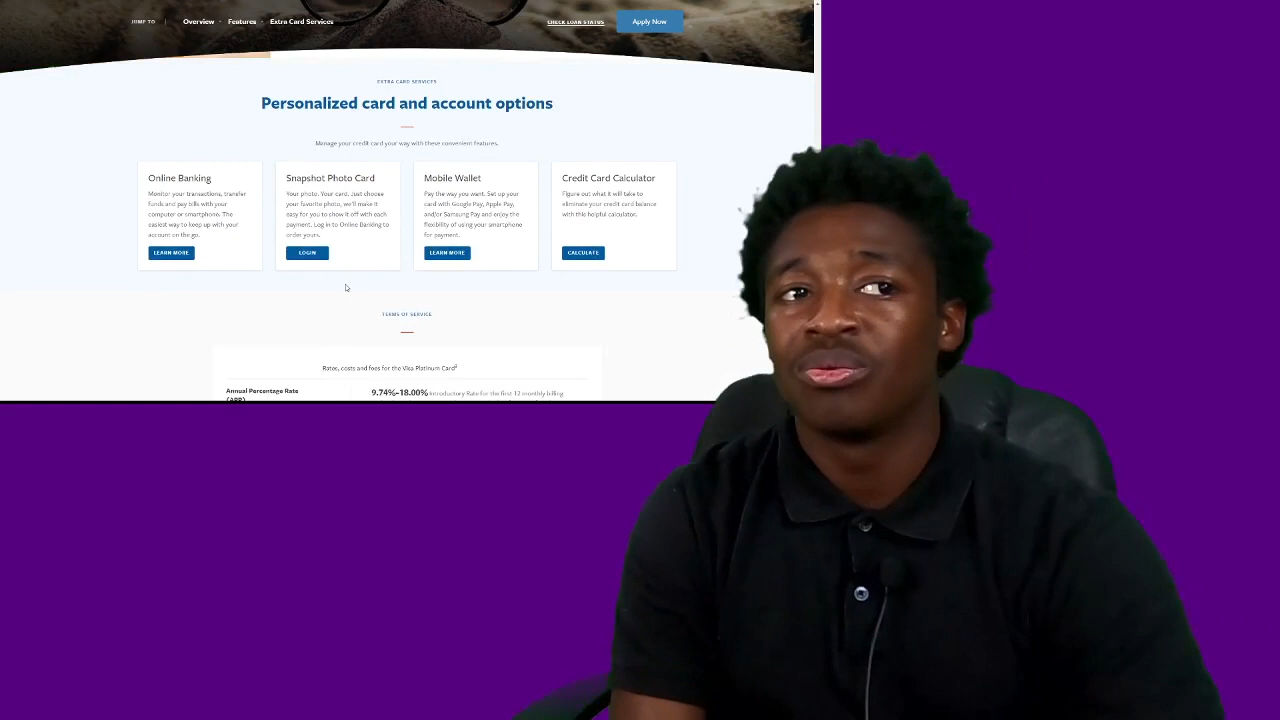 JUMP TO | Overview · Features · Extra Card Services CHECK LOAN STATUS Apply Now
EXTRA CARD SERVICES
Personalized card and account options
Manage your credit card your way with these convenient features.
Online Banking
Monitor your transactions, transfer
funds and pay bills with your
computer or smartphone. The
easiest way to keep up with your
account on the go.
LEARN MORE
Snapshot Photo Card
Your photo. Your card. Just choose
your favorite photo, we'll make it
easy for you to show it off with each
payment. Log in to Online Banking to
order yours.
LOGIN
Mobile Wallet
Pay the way you want. Set up your
card with Google Pay, Apple Pay,
and/or Samsung Pay and enjoy the
flexibility of using your smartphone
for payment.
LEARN MORE
Credit Card Calculator
Figure out what it will take to
eliminate your credit card balance
with this helpful calculator.
CALCULATE
TERMS OF SERVICE
Rates, costs and fees for the Visa Platinum Card²
Annual Percentage Rate
(APR)
9.74%-18.00% Introductory Rate for the first 12 monthly billing